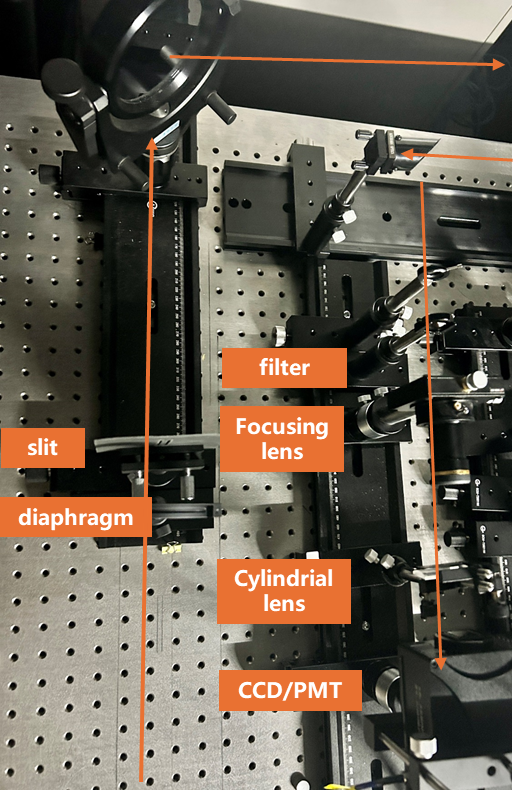 filter
Focusing
lens
slit
diaphragm
Cylindrial
lens
CCD/PMT